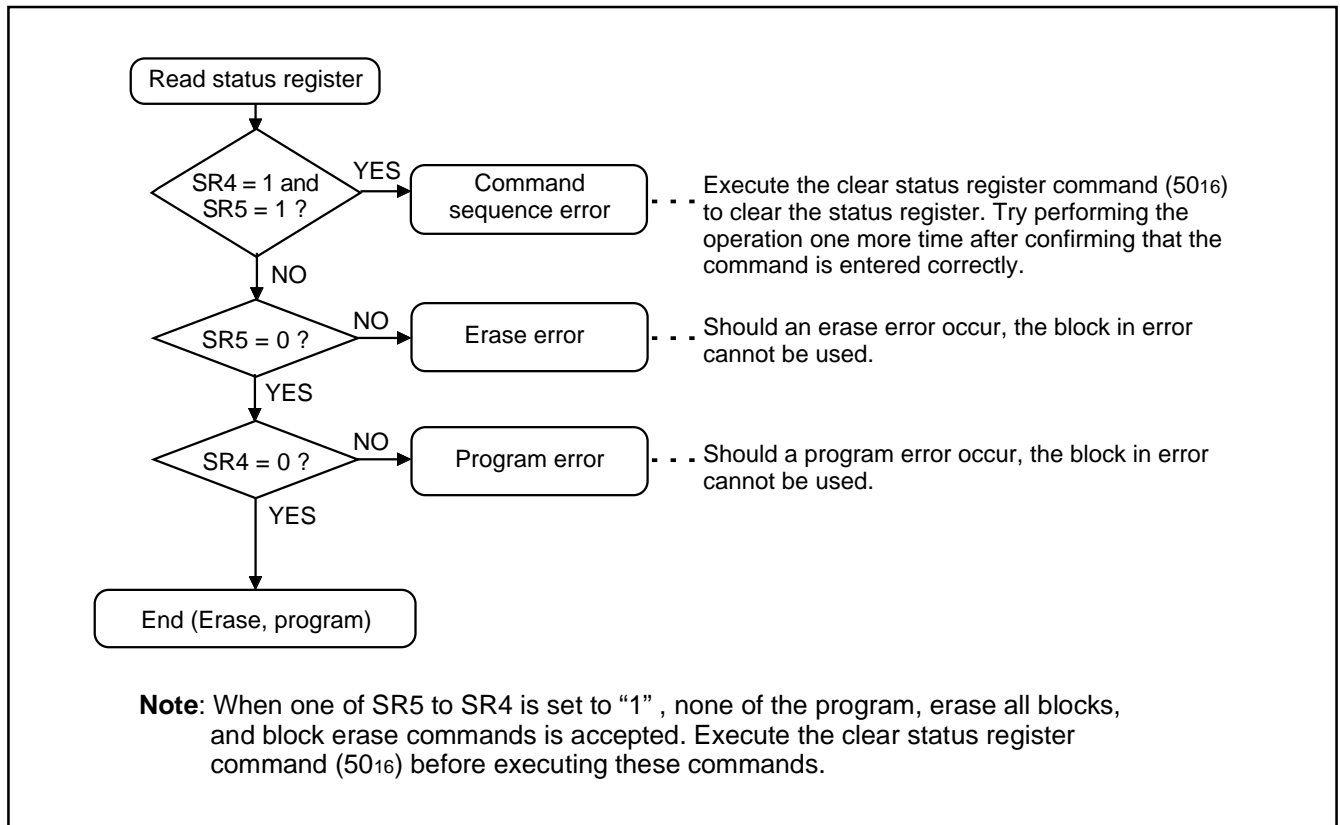 Read status register
SR4 = 1 and
SR5 = 1 ?
YES
Command
sequence error
Execute the clear status register command (5016)
to clear the status register. Try performing the
operation one more time after confirming that the
command is entered correctly.
NO
SR5 = 0 ?
NO
Erase error
Should an erase error occur, the block in error
cannot be used.
YES
SR4 = 0 ?
NO
Program error
Should a program error occur, the block in error
cannot be used.
YES
End (Erase, program)
Note: When one of SR5 to SR4 is set to “1” , none of the program, erase all blocks,
and block erase commands is accepted. Execute the clear status register
command (5016) before executing these commands.